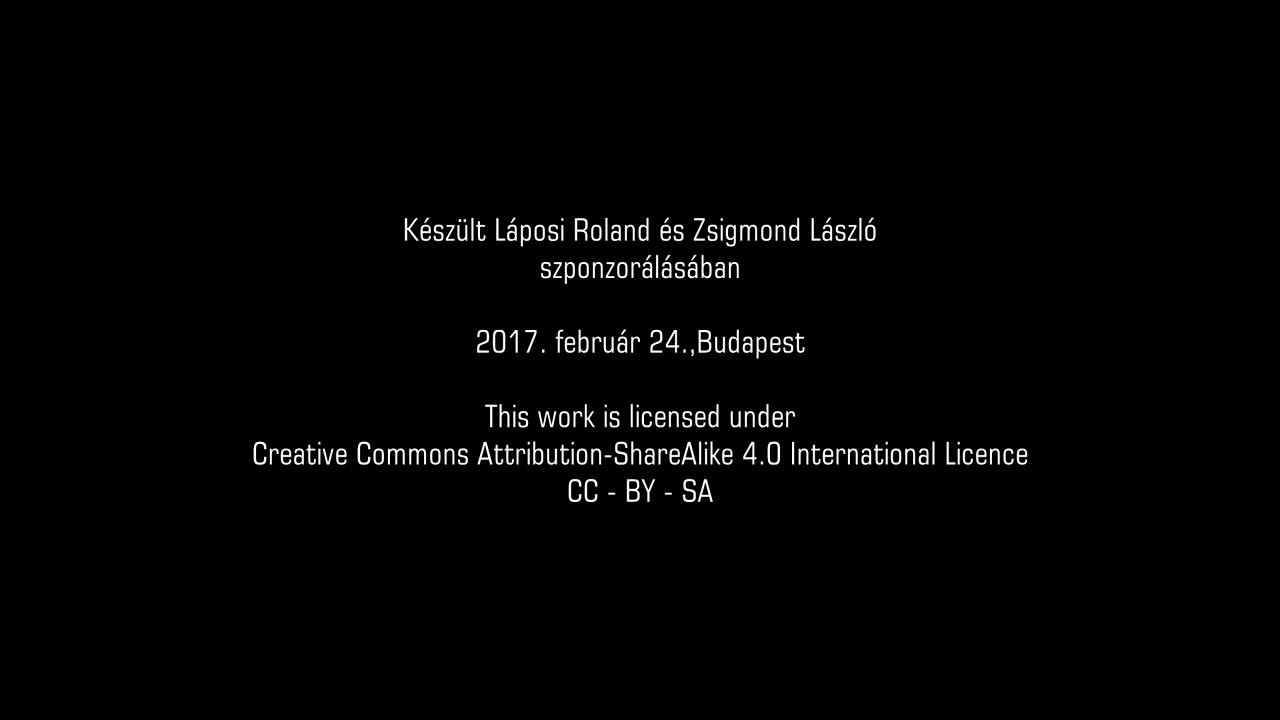 Készült Láposi Roland és Zsigmond László
szponzorálásában
2017. február 24.,Budapest
This work is licensed under
Creative Commons Attribution-ShareAlike 4.0 International Licence
CC - BY - SA